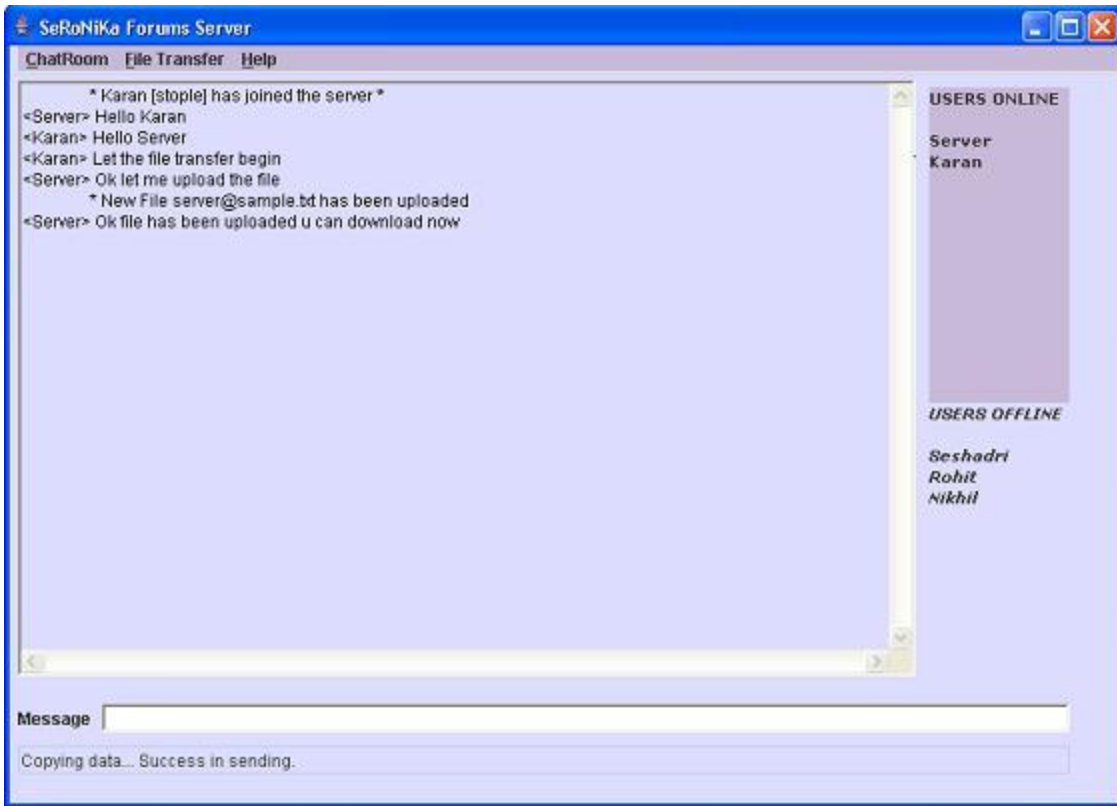 SeRoNiKa Forums Server
ChatRoom File Transfer Help
* Karan [stople] has joined the server *
<Server> Hello Karan
<Karan> Hello Server
<Karan> Let the file transfer begin
<Server> Ok let me upload the file
* New File server@sample.txt has been uploaded
<Server> Ok file has been uploaded u can download now
USERS ONLINE
Server
Karan
USERS OFFLINE
Seshadri
Rohit
Nikhil
Message
Copying data... Success in sending.